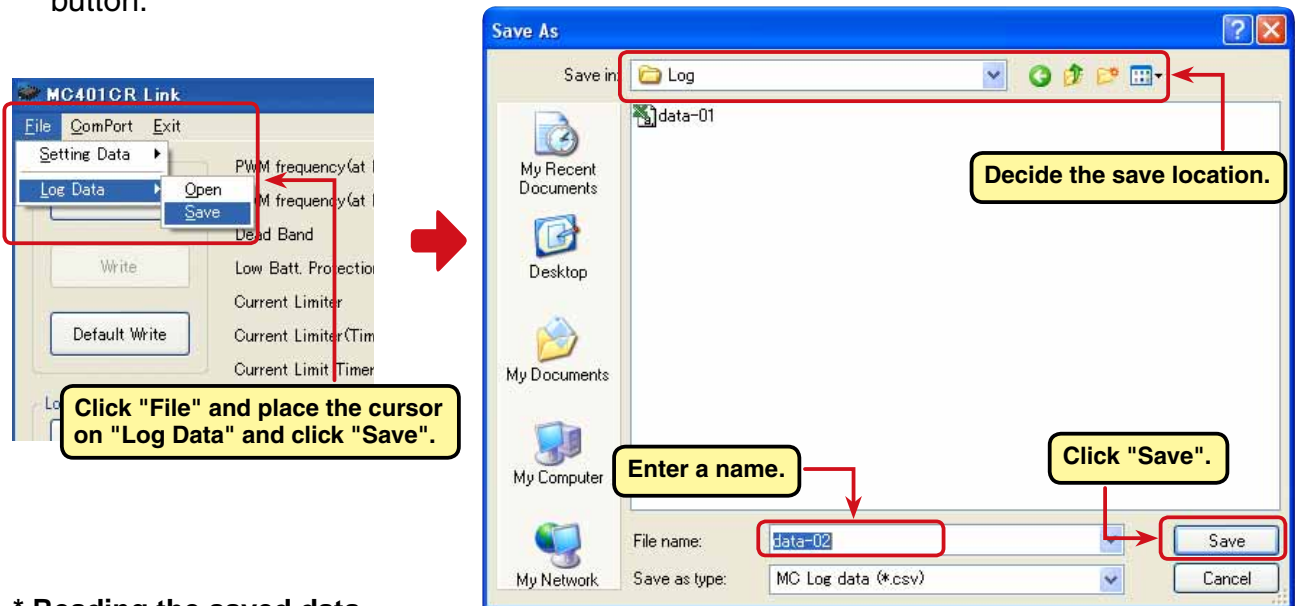 button.
MC401CR Link
File ComPort Exit
Setting Data
Log Data
Open
Save
PWM frequency(at
M frequency(at
Dead Band
Write
Low Batt. Protectio
Current Limiter
Default Write
Current Limiter(Tim
Current Limit Timer
Lo
Click "File" and place the cursor
on "Log Data" and click "Save".
Save As
Save in:
Log
data-01
Decide the save location.
My Recent
Documents
Desktop
My Documents
My Computer
My Network
Enter a name.
Click "Save".
File name:
data-02
Save
Save as type:
MC Log data (*.csv)
Cancel
* Reading the saved data